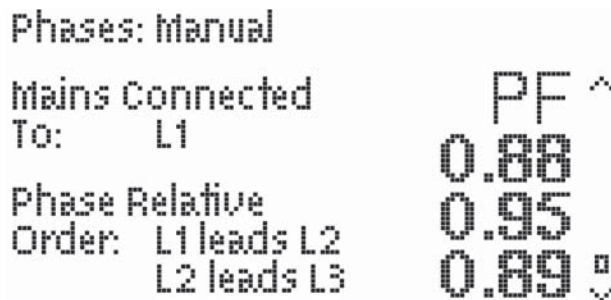 Phases: Manual
Mains Connected PF
To: L1 0.88
Phase Relative 0.95
Order: L1 leads L2
L2 leads L3 0.89